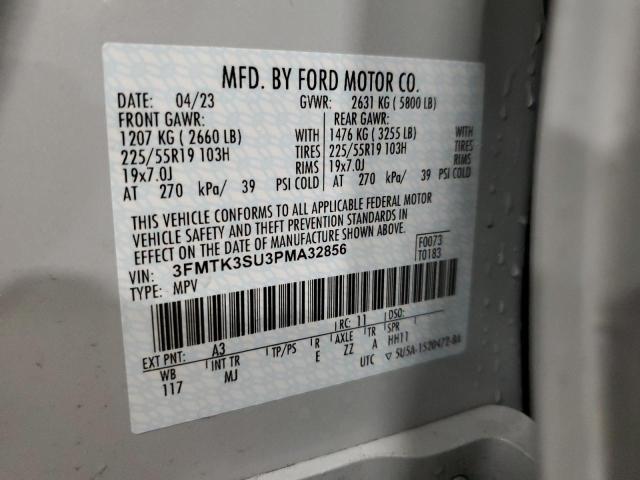 MFD. BY FORD MOTOR CO.
DATE: 04/23 GVWR: 2631 KG ( 5800 LB)
FRONT GAWR: REAR GAWR:
1207 KG ( 2660 LB) WITH 1476 KG ( 3255 LB) WITH
225/55R19 103H TIRES 225/55R19 103H TIRES
19x7.0J RIMS 19x7.0J RIMS
AT 270 kPa/ 39 PSI COLD AT 270 kPa/ 39 PSI COLD
THIS VEHICLE CONFORMS TO ALL APPLICABLE FEDERAL MOTOR
VEHICLE SAFETY AND THEFT PREVENTION STANDARDS IN
EFFECT ON THE DATE OF MANUFACTURE SHOWN ABOVE.
VIN: 3FMTK3SU3PMA32856 F0073
TYPE: MPV T0183
EXT PNT: A3 RC: 11 DSO:
WB INT TR TP/PS R AXLE TR SPR
117 MJ E ZZ A HH11
UTC